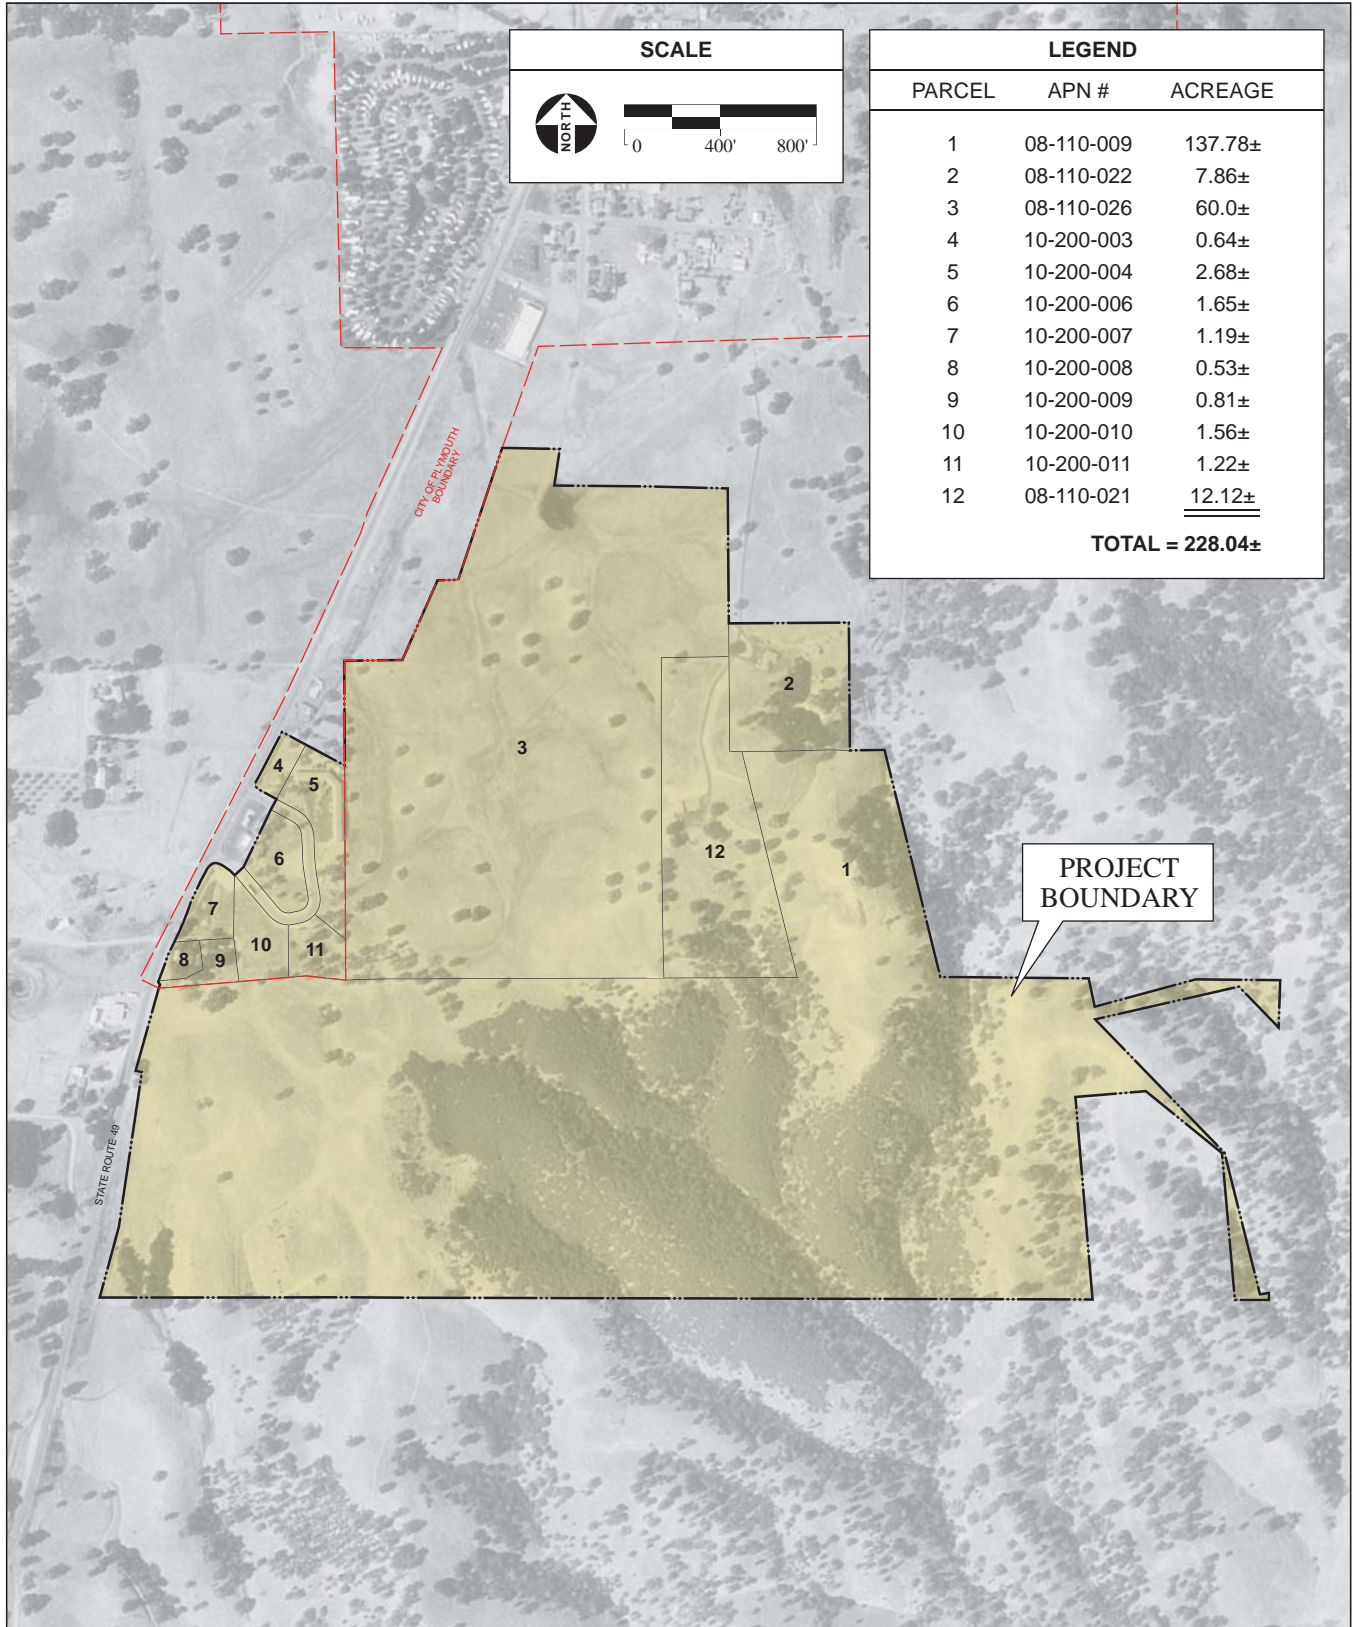 SCALE
NORTH
0 400' 800'
LEGEND
PARCEL APN # ACREAGE
1 08-110-009 137.78±
2 08-110-022 7.86±
3 08-110-026 60.0±
4 10-200-003 0.64±
5 10-200-004 2.68±
6 10-200-006 1.65±
7 10-200-007 1.19±
8 10-200-008 0.53±
9 10-200-009 0.81±
10 10-200-010 1.56±
11 10-200-011 1.22±
12 08-110-021 12.12±
TOTAL = 228.04±
CITY OF PLYMOUTH
BOUNDARY
2
3
4
5
12
6
1
PROJECT
BOUNDARY
7
10
11
8
9
STATE ROUTE 49